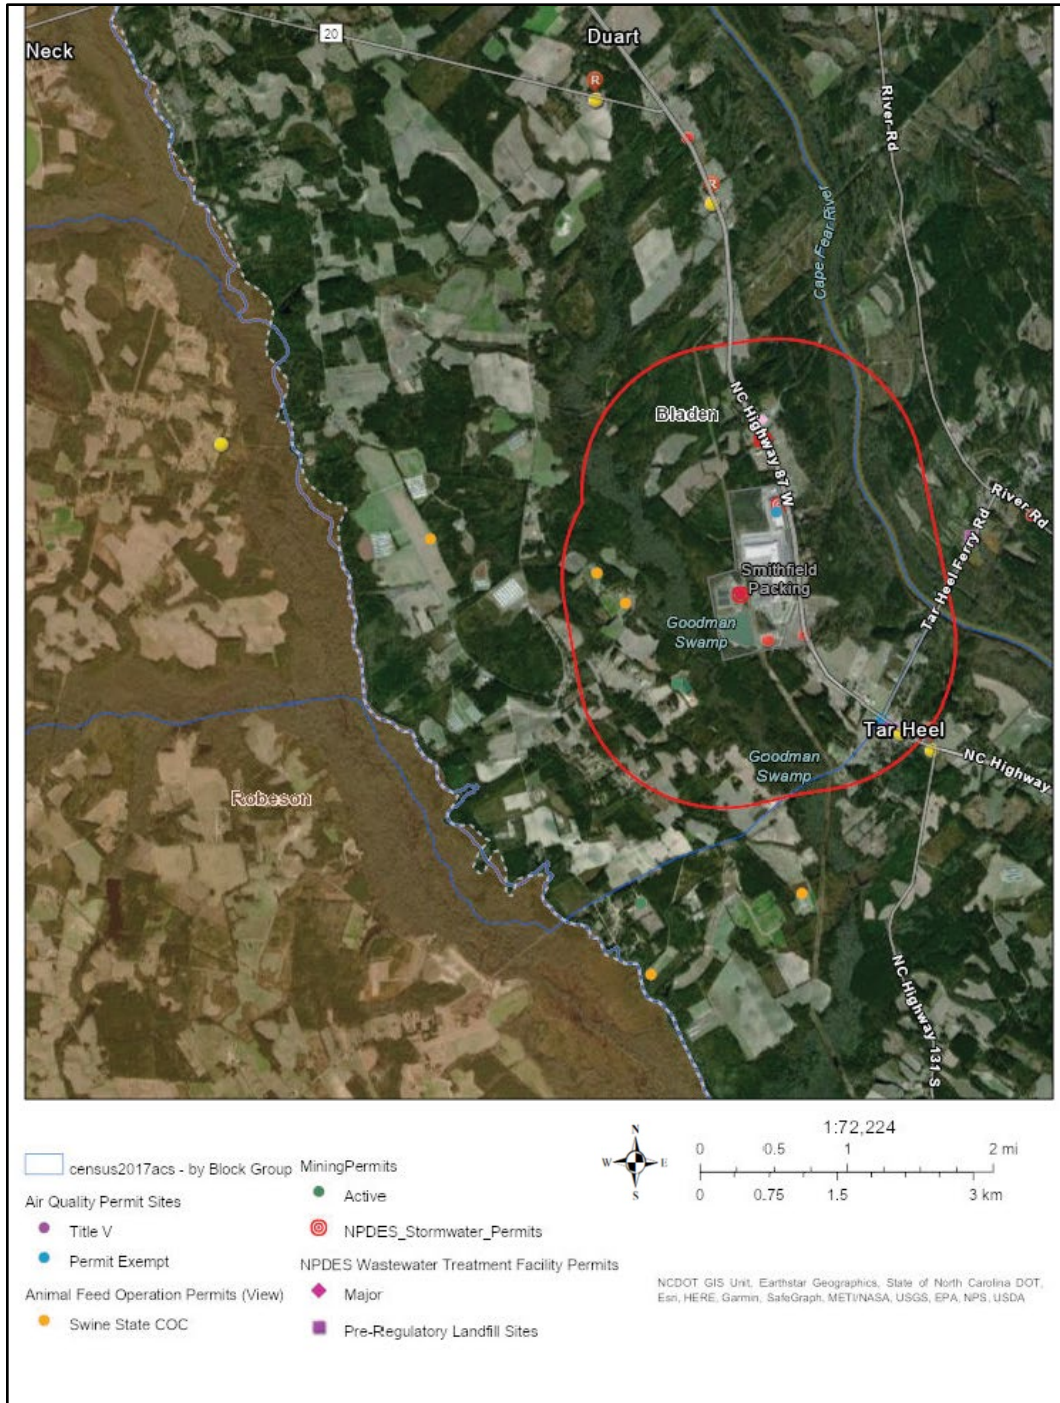 Neck
20
Duart
R
River Rd
R
Cape Fear River
NC Highway 87 W
Bladen
River Rd
Tar Heel Ferry Rd
Smithfield
Packing
Goodman
Swamp
Tar Heel
Goodman
Swamp
NC Highway
Robeson
NC Highway 131 S
1:72,224
N
W
E
S
0 0.5 1 2 mi
0 0.75 1.5 3 km
census2017acs - by Block Group
Air Quality Permit Sites
Title V
Permit Exempt
Animal Feed Operation Permits (View)
Swine State COC
MiningPermits
Active
NPDES_Stormwater_Permits
NPDES Wastewater Treatment Facility Permits
Major
Pre-Regulatory Landfill Sites
NCDOT GIS Unit, Earthstar Geographics, State of North Carolina DOT,
Esri, HERE, Garmin, SafeGraph, METI/NASA, USGS, EPA, NPS, USDA